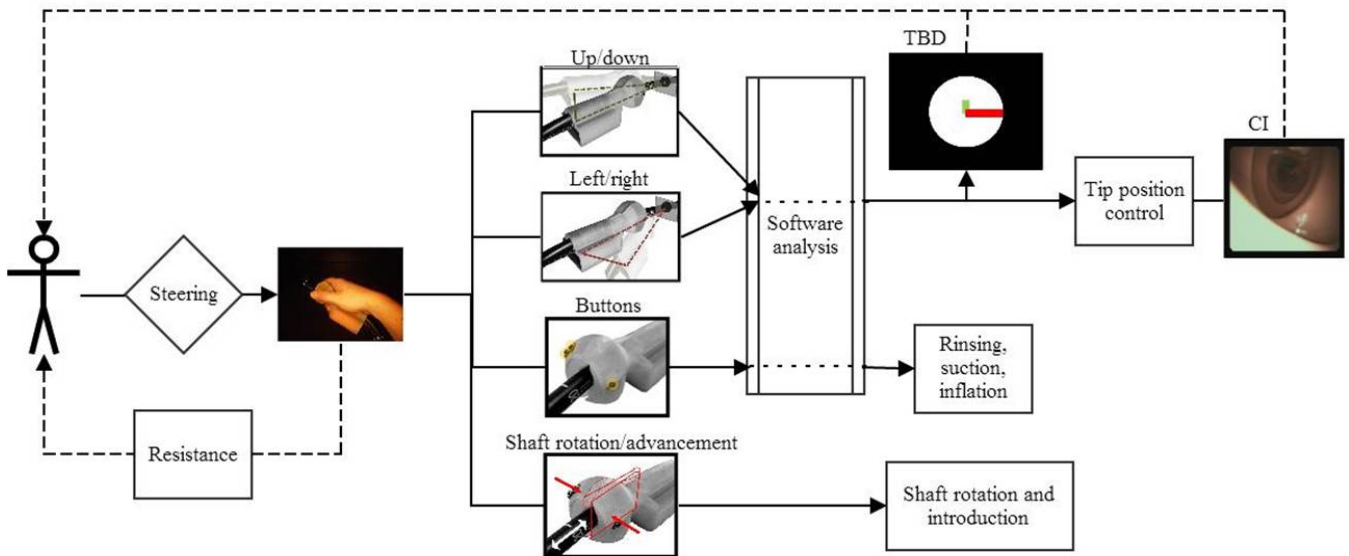 TBD
Up/down
CI
Left/right
Tip position
control
Software
analysis
Steering
Buttons
Rinsing,
suction,
inflation
Resistance
Shaft rotation/advancement
Shaft rotation and
introduction